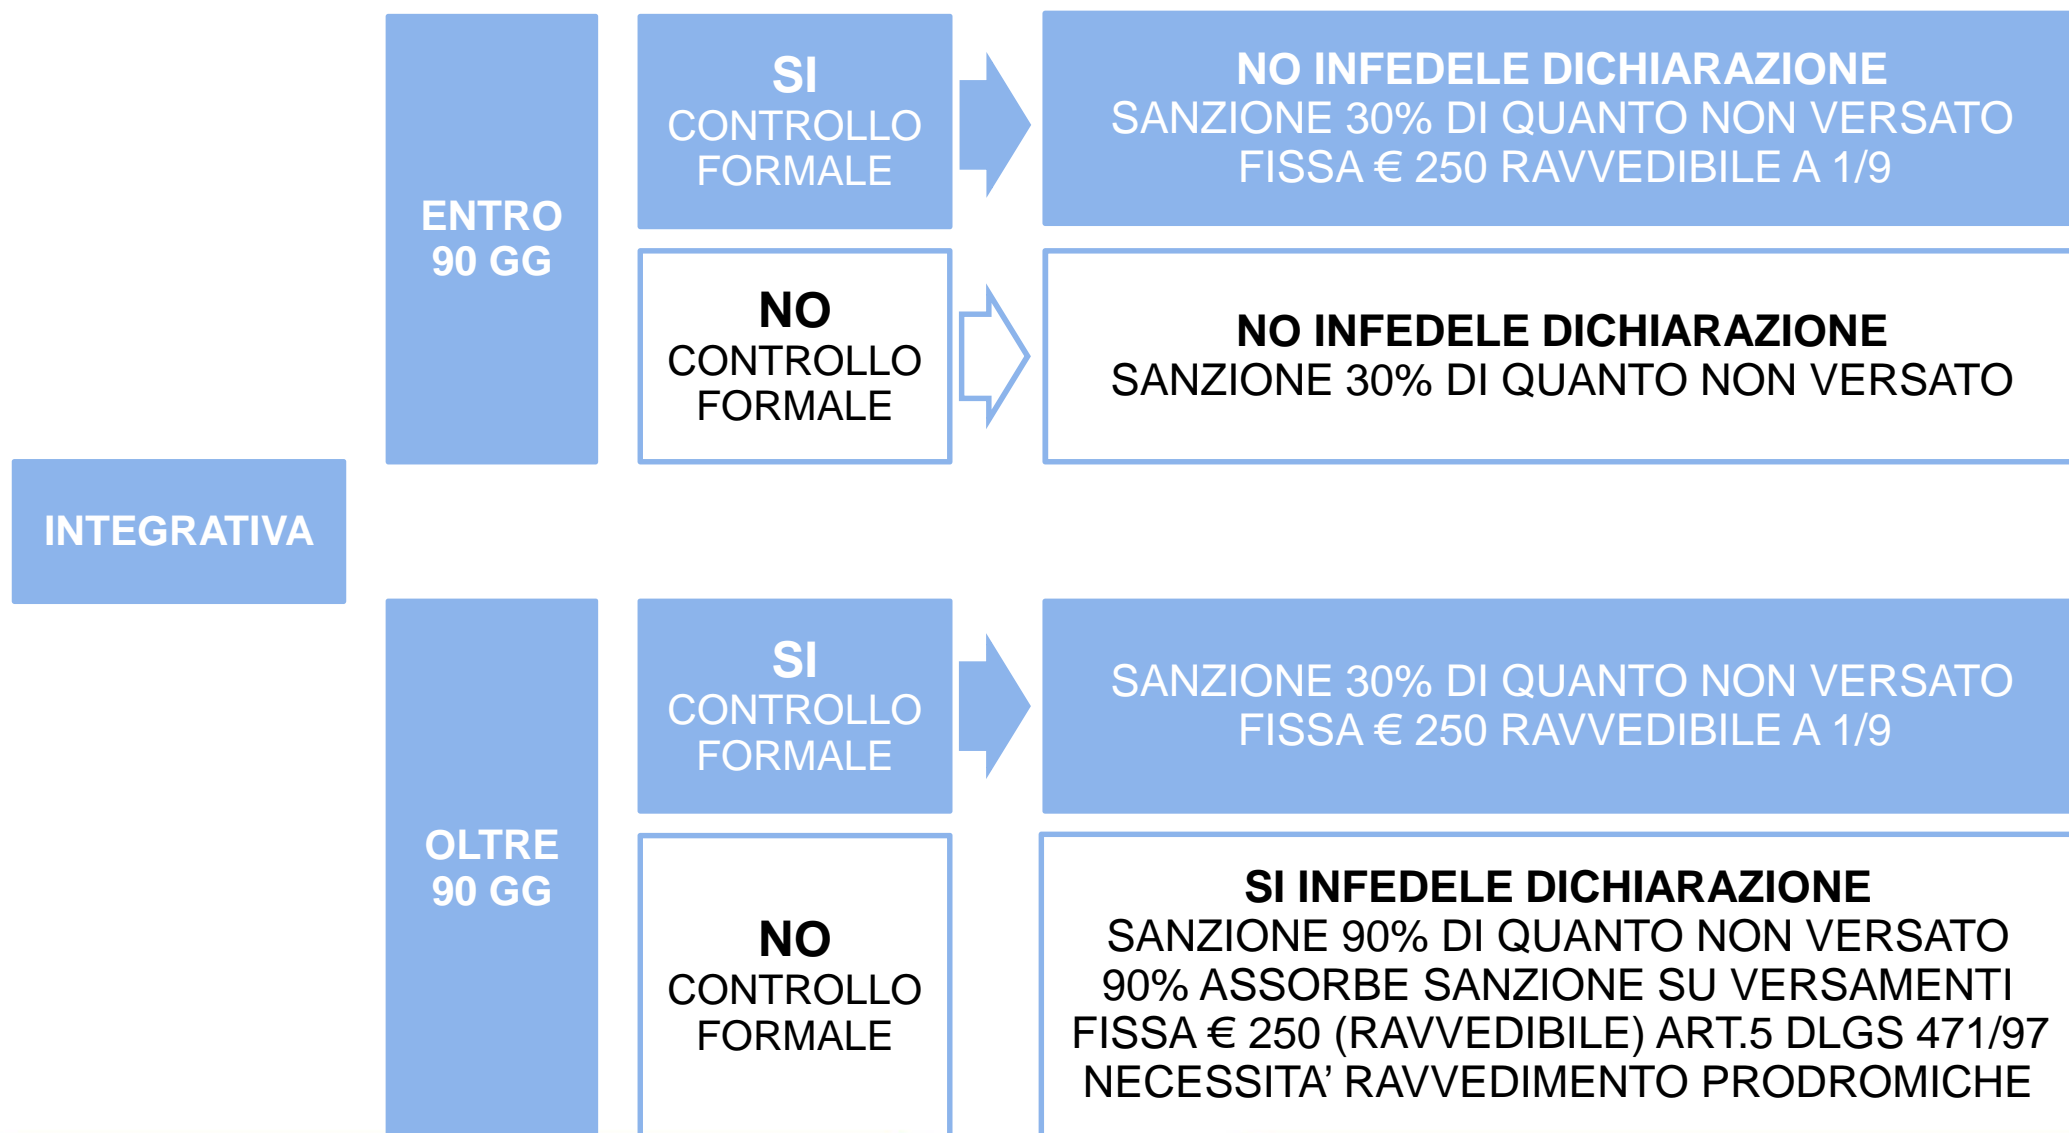 INTEGRATIVA
ENTRO
90 GG
SI
CONTROLLO
FORMALE
NO INFEDELE DICHIARAZIONE
SANZIONE 30% DI QUANTO NON VERSATO
FISSA € 250 RAVVEDIBILE A 1/9
NO
CONTROLLO
FORMALE
NO INFEDELE DICHIARAZIONE
SANZIONE 30% DI QUANTO NON VERSATO
OLTRE
90 GG
SI
CONTROLLO
FORMALE
SANZIONE 30% DI QUANTO NON VERSATO
FISSA € 250 RAVVEDIBILE A 1/9
NO
CONTROLLO
FORMALE
SI INFEDELE DICHIARAZIONE
SANZIONE 90% DI QUANTO NON VERSATO
90% ASSORBE SANZIONE SU VERSAMENTI
FISSA € 250 (RAVVEDIBILE) ART.5 DLGS 471/97
NECESSITA’ RAVVEDIMENTO PRODROMICHE